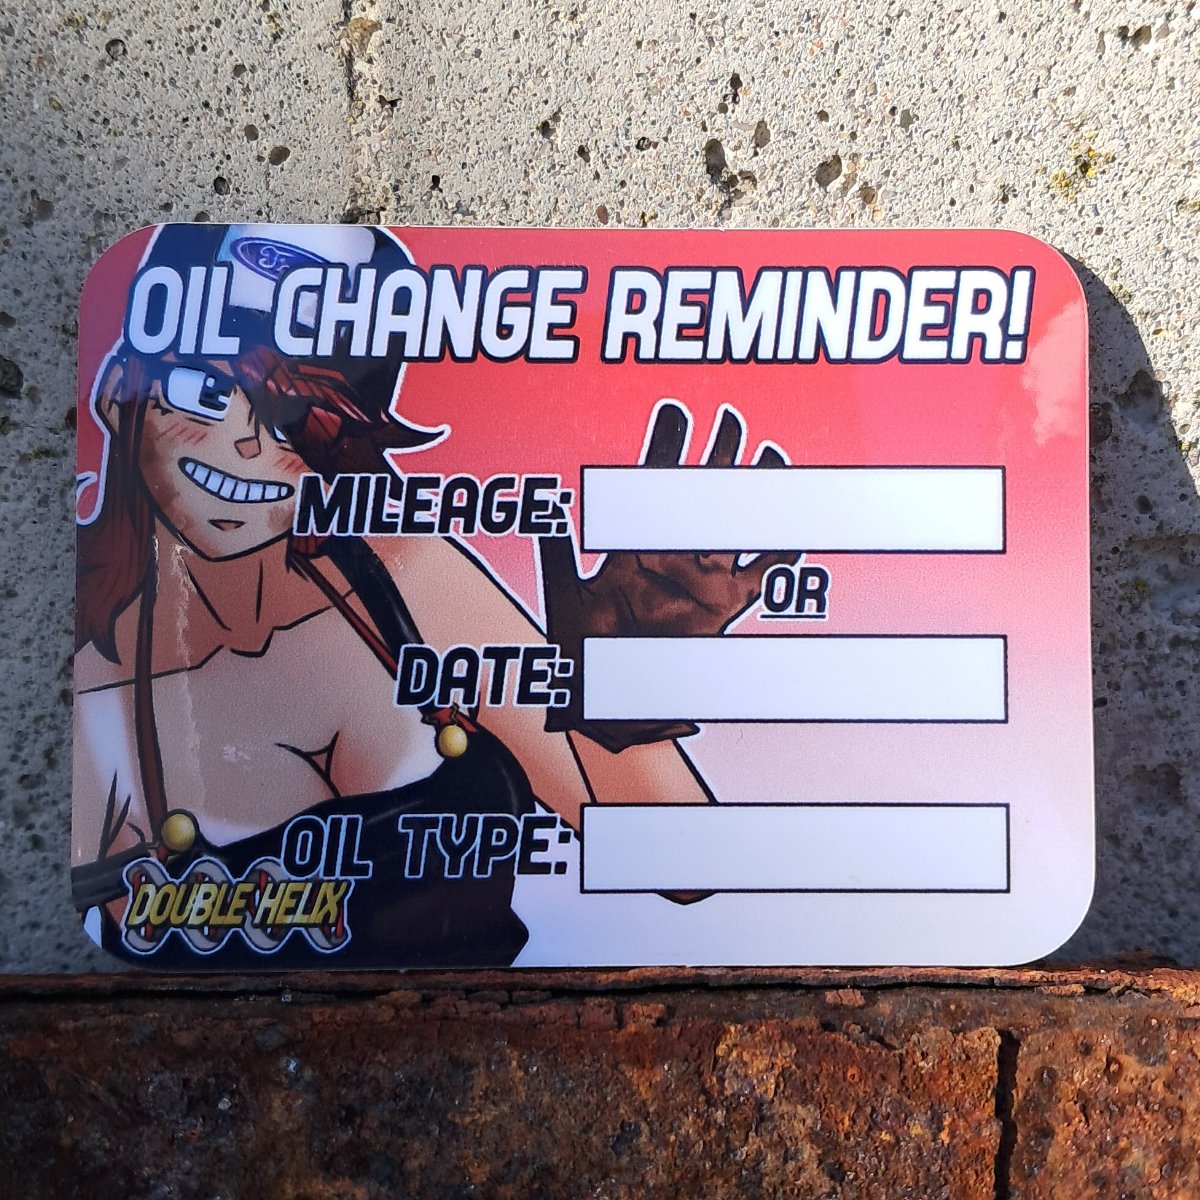 OIL CHANGE REMINDER!
MILEAGE:
OR
DATE:
OIL TYPE:
DOUBLE HELIX